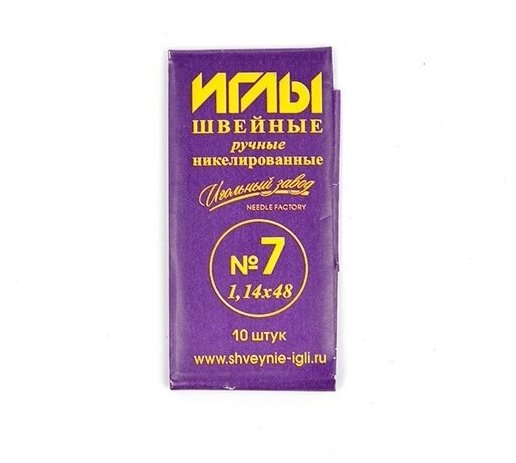 ИГЛЫ
ШВЕЙНЫЕ
ручные
никелированные
Игольный завод
NEEDLE FACTORY
№7
1,14x48
10 штук
www.shveynie-igli.ru